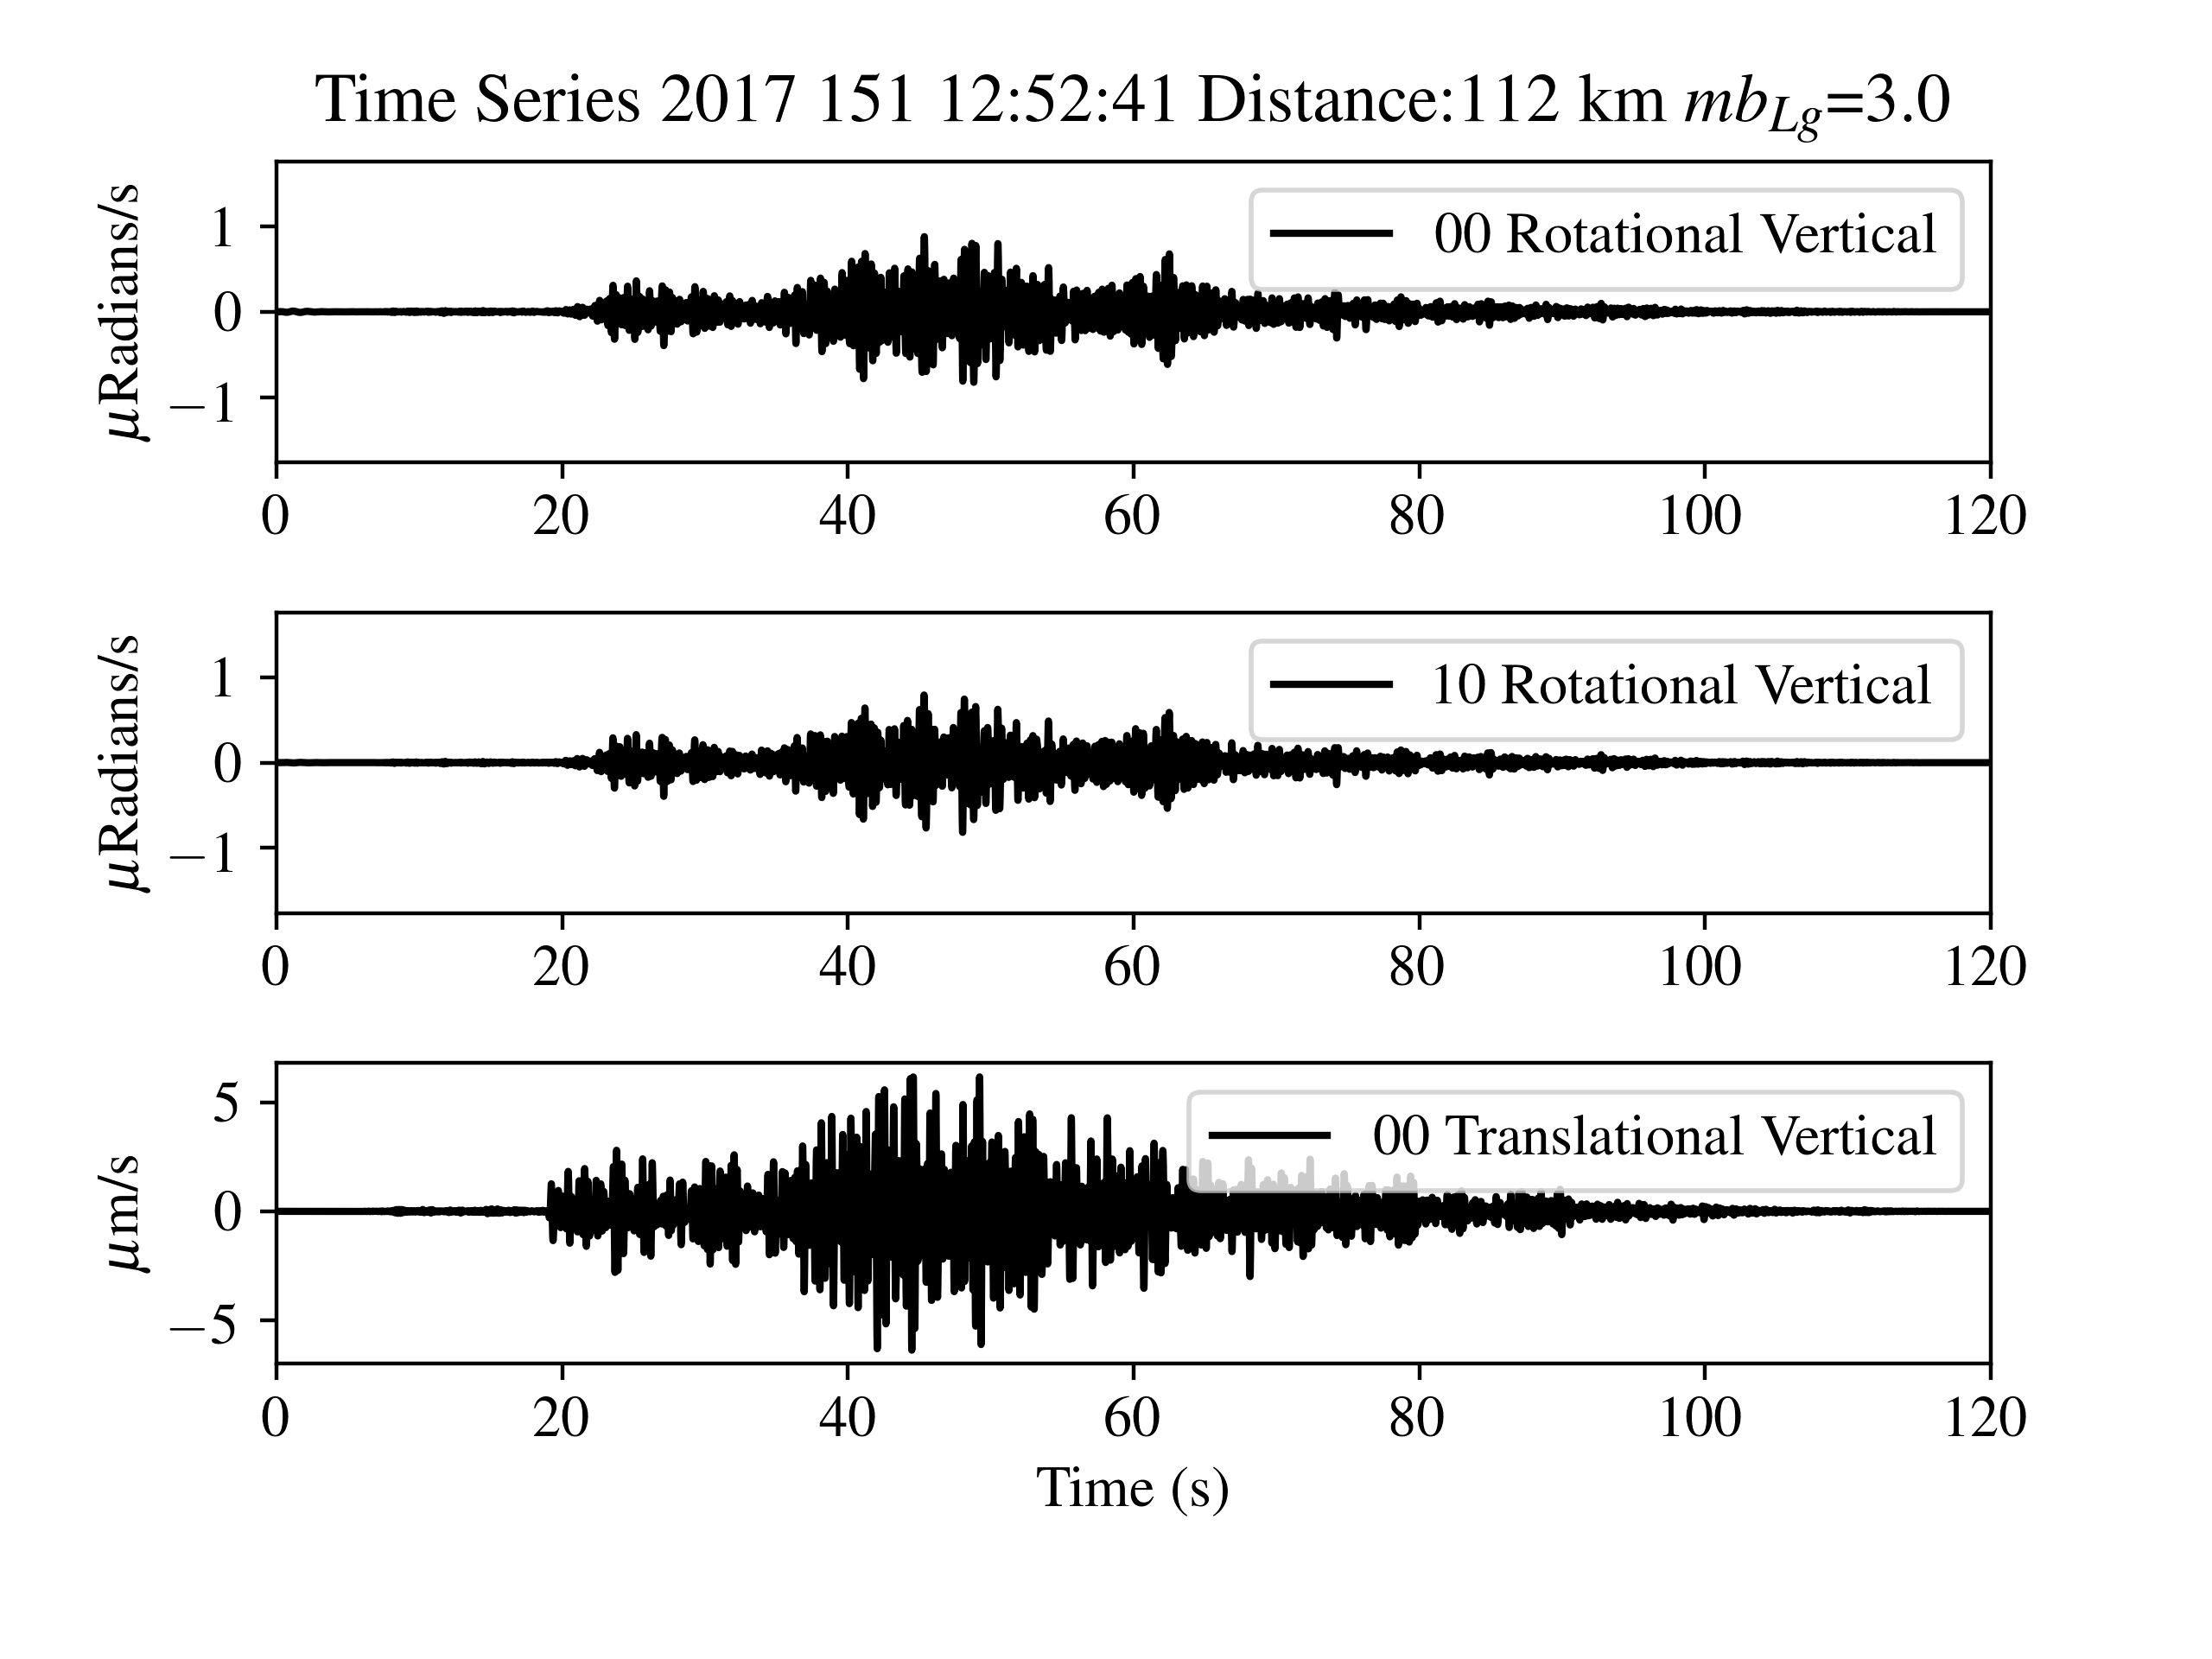 Time Series 2017 151 12:52:41 Distance:112 km mb_Lg=3.0
μRadians/s
1
0
−1
00 Rotational Vertical
0 20 40 60 80 100 120
μRadians/s
1
0
−1
10 Rotational Vertical
0 20 40 60 80 100 120
μm/s
5
0
−5
00 Translational Vertical
0 20 40 60 80 100 120
Time (s)